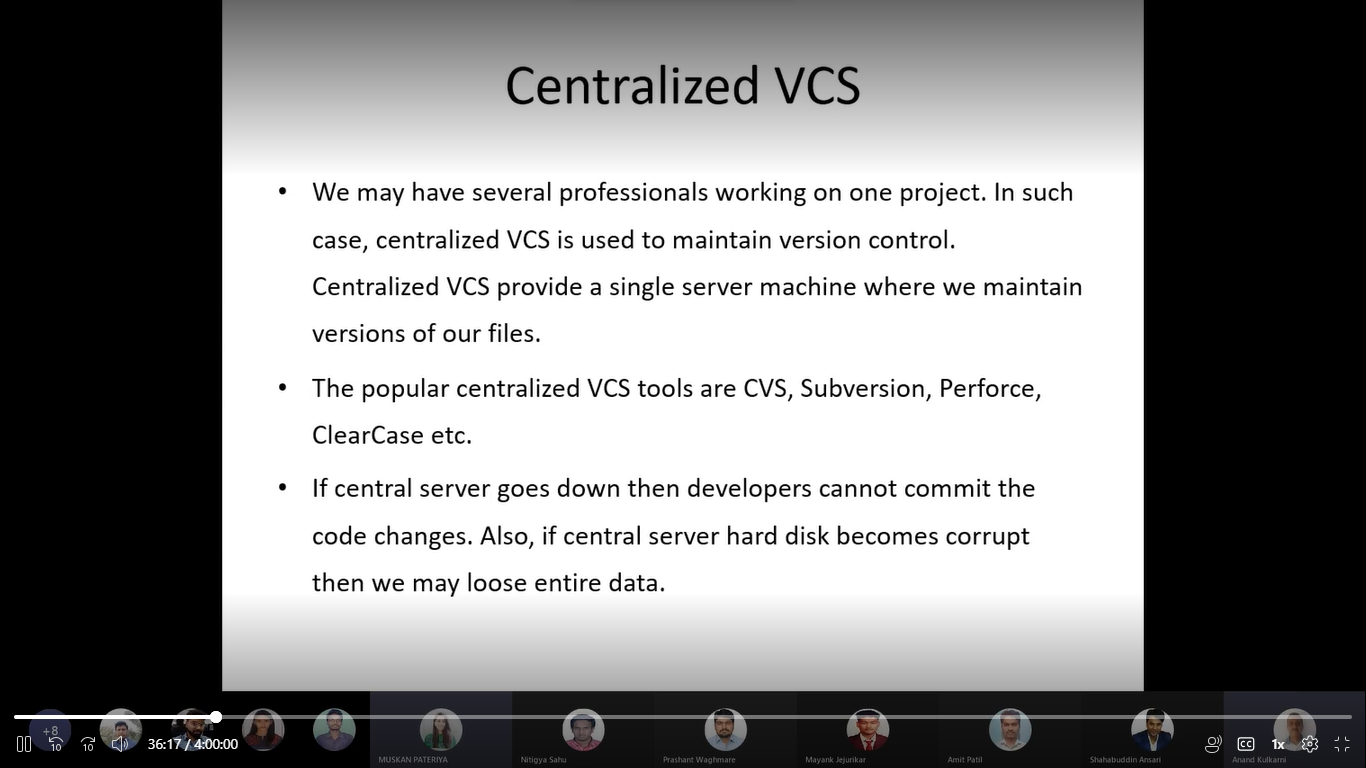 Centralized VCS
• We may have several professionals working on one project. In such
case, centralized VCS is used to maintain version control.
Centralized VCS provide a single server machine where we maintain
versions of our files.
• The popular centralized VCS tools are CVS, Subversion, Perforce,
ClearCase etc.
• If central server goes down then developers cannot commit the
code changes. Also, if central server hard disk becomes corrupt
then we may loose entire data.
+8
10 10 36:17 / 4:00:00 CC 1x
MUSKAN PATERIYA Nitigya Sahu Prashant Waghmare Mayank Jejurikar Amit Patil Shahabuddin Ansari Anand Kulkarni